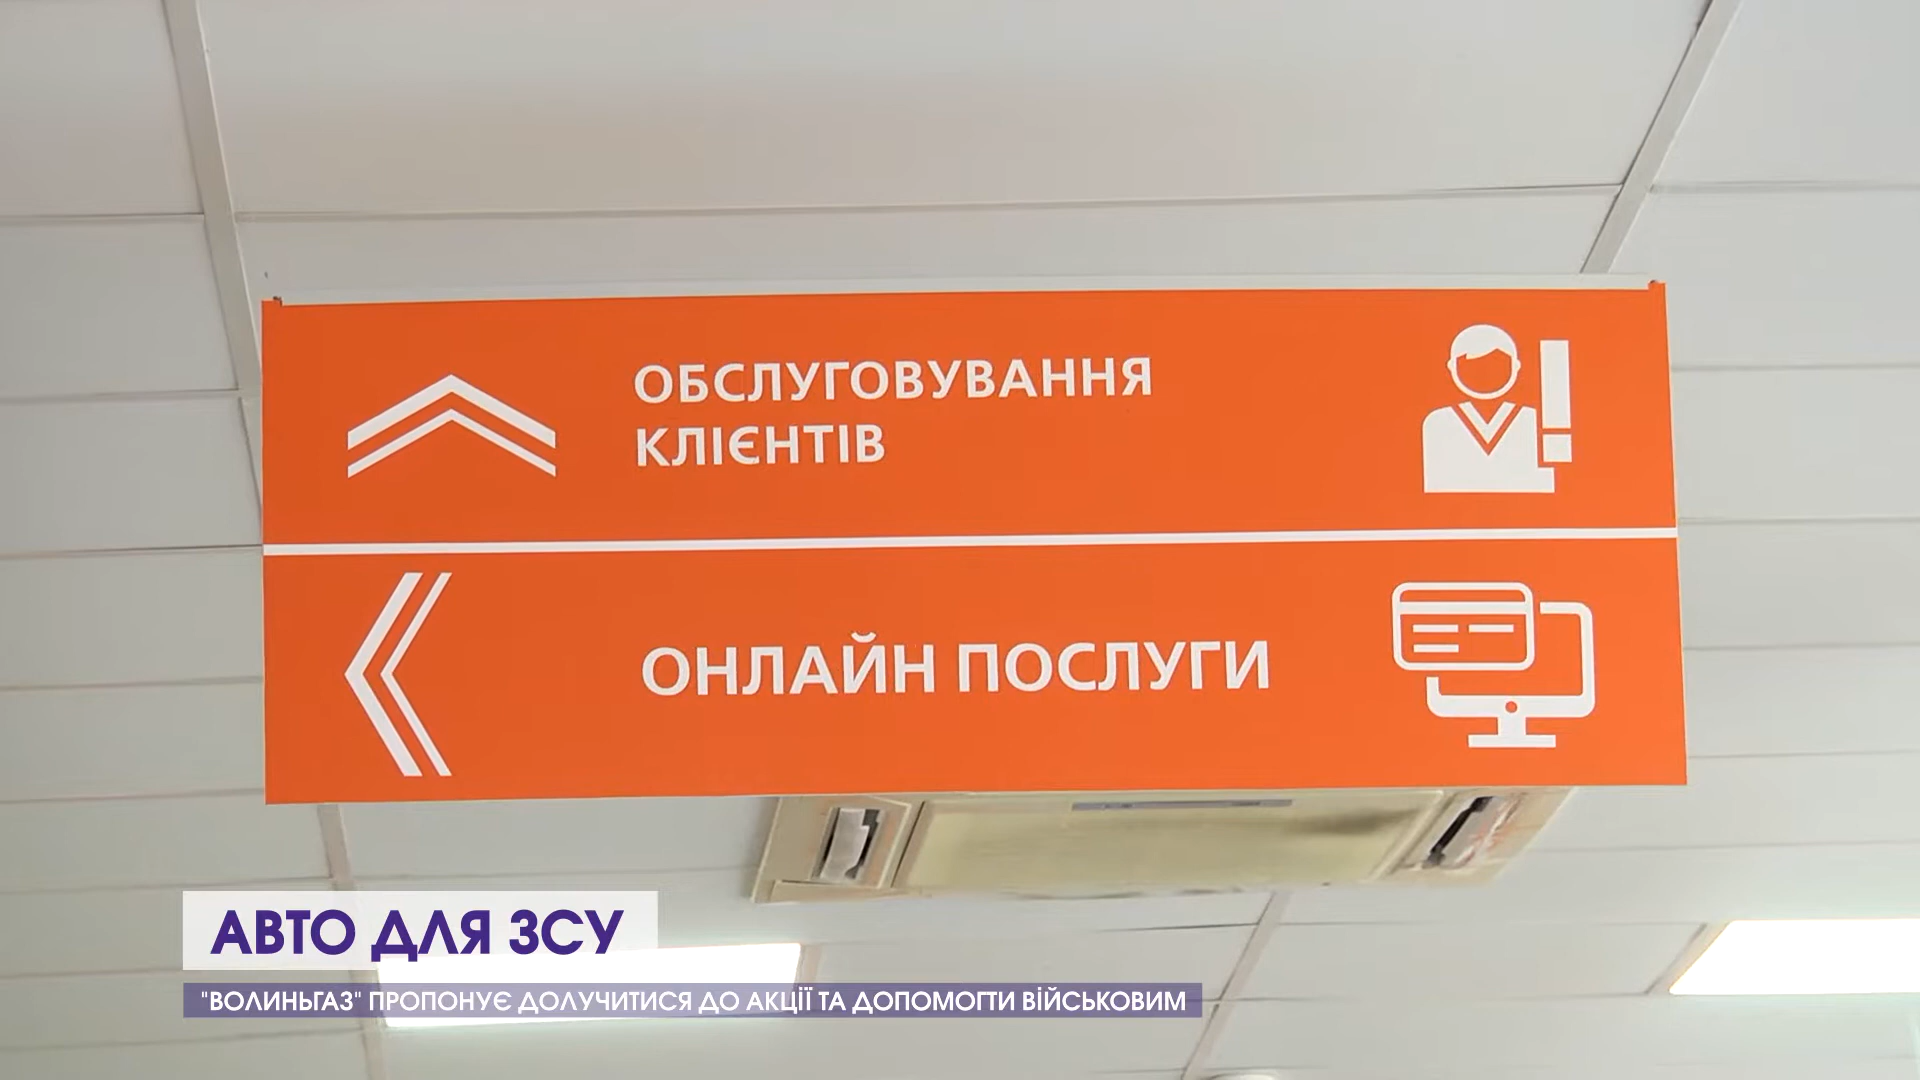 ОБСЛУГОВУВАННЯ
КЛІЄНТІВ
ОНЛАЙН ПОСЛУГИ
АВТО ДЛЯ ЗСУ
"ВОЛИНЬГАЗ" ПРОПОНУЄ ДОЛУЧИТИСЯ ДО АКЦІЇ ТА ДОПОМОГТИ ВІЙСЬКОВИМ